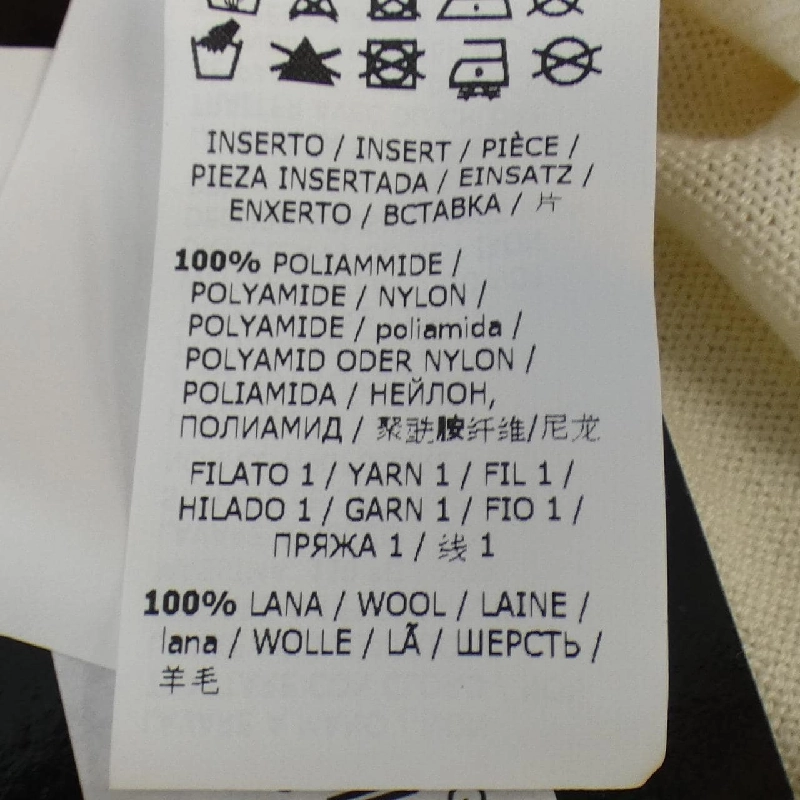 INSERTO / INSERT / PIÈCE /
PIEZA INSERTADA / EINSATZ /
ENXERTO / ВСТАВКА / 片
100% POLIAMMIDE /
POLYAMIDE / NYLON /
POLYAMIDE / poliamida /
POLYAMID ODER NYLON /
POLIAMIDA / НЕЙЛОН,
ПОЛИАМИД / 聚酰胺纤维/尼龙
FILATO 1 / YARN 1 / FIL 1 /
HILADO 1 / GARN 1 / FIO 1 /
ПРЯЖА 1 / 线 1
100% LANA / WOOL / LAINE /
lana / WOLLE / LÃ / ШЕРСТЬ /
羊毛